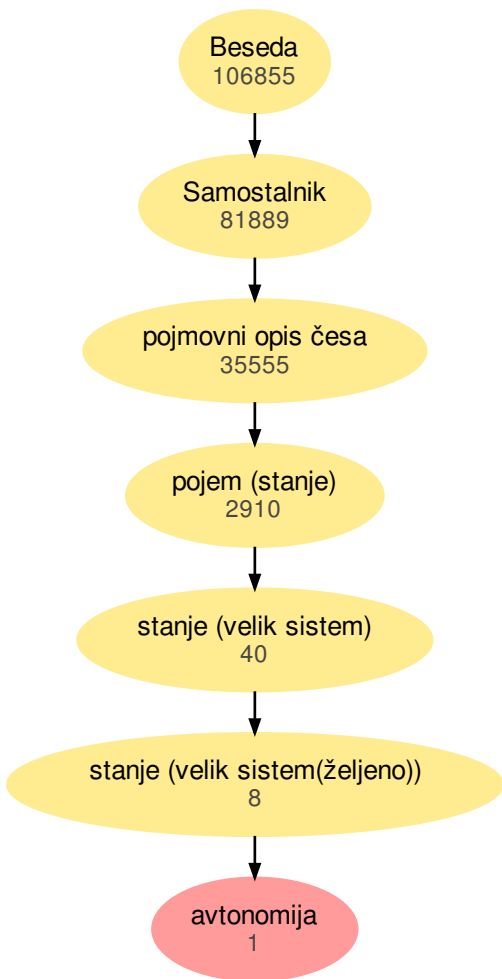 Beseda
106855
Samostalnik
81889
pojmovni opis česa
35555
pojem (stanje)
2910
stanje (velik sistem)
40
stanje (velik sistem(željeno))
8
avtonomija
1